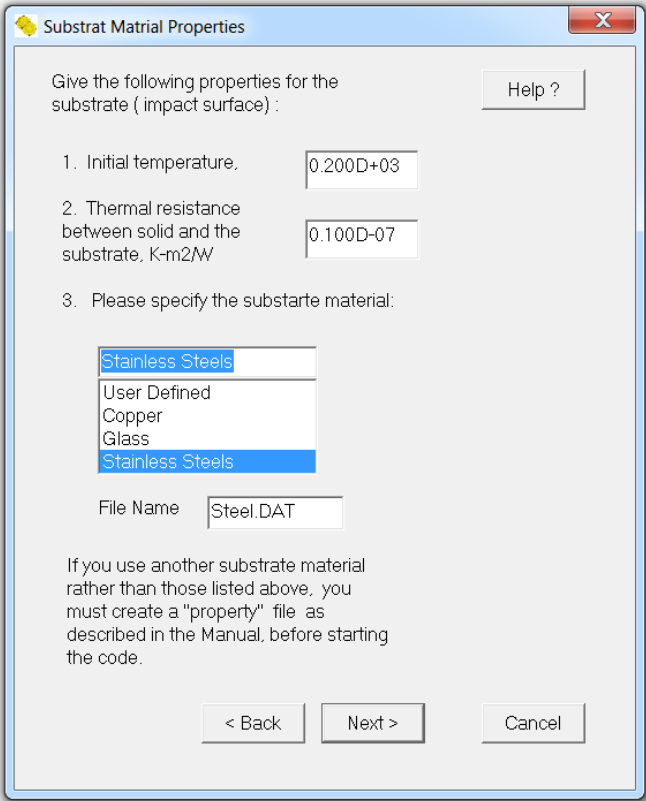 Substrat Matrial Properties
X
Give the following properties for the
substrate ( impact surface) :
Help ?
1. Initial temperature,
0.200D+03
2. Thermal resistance
between solid and the
substrate, K-m2/W
0.100D-07
3. Please specify the substarte material:
Stainless Steels
User Defined
Copper
Glass
Stainless Steels
File Name
Steel.DAT
If you use another substrate material
rather than those listed above, you
must create a "property" file as
described in the Manual, before starting
the code.
< Back
Next >
Cancel